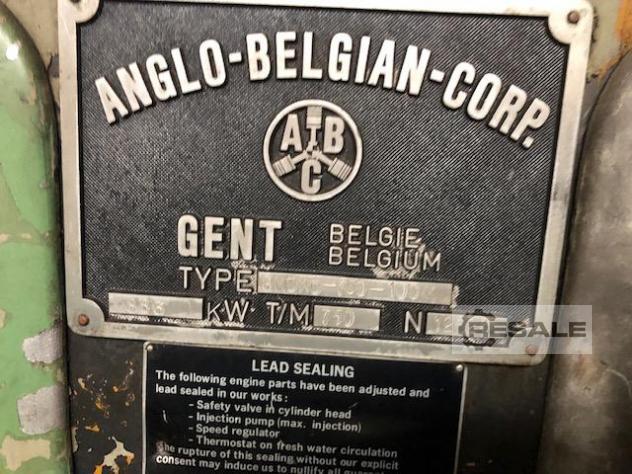 ANGLO-BELGIAN-CORP.
ABC
GENT BELGIE
BELGIUM
TYPE
KW T/M 750 N
RESALE
LEAD SEALING
The following engine parts have been adjusted and
lead sealed in our works:
- Safety valve in cylinder head
- Injection pump (max. injection)
- Speed regulator
- Thermostat on fresh water circulation
The rupture of this sealing without our explicit
consent may induce us to nullify all